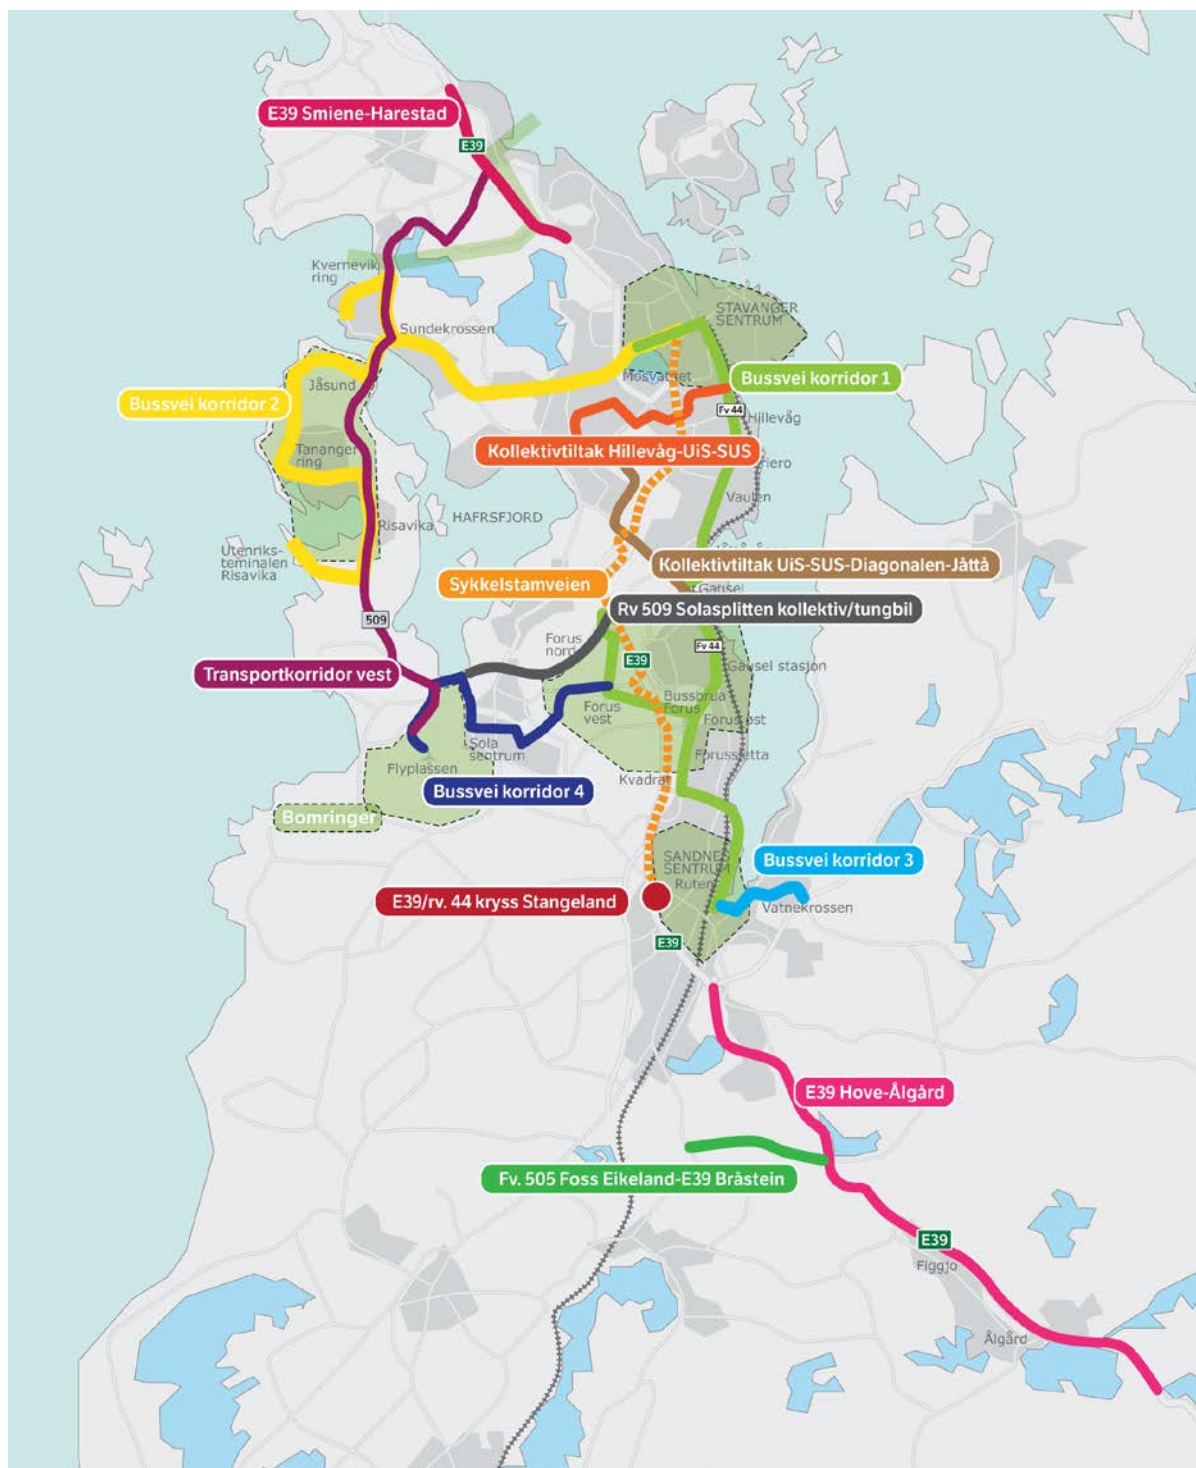 E39 Smiene-Harestad
E39
Kvernevik
ring
Sundekrossen
STAVANGER
SENTRUM
Mosvatnet
Bussvei korridor 1
Jåsund
Bussvei korridor 2
Fv 44
Hillevåg
Kollektivtiltak Hillevåg-UiS-SUS
Tananger
ring
Vaulen
Risavika
HAFRSFJORD
Utenriks-
teminalen
Risavika
Kollektivtiltak UiS-SUS-Diagonalen-Jåttå
Sykkelstamveien
Gausel
Rv 509 Solasplitten kollektiv/tungbil
509
Forus
nord
Fv 44
E39
Gausel stasjon
Transportkorridor vest
Bussbrua
Forus
Forus
vest
Forus øst
Sola
sentrum
Forussletta
Flyplassen
Kvadrat
Bussvei korridor 4
Bomringer
SANDNES
SENTRUM
Ruten
Bussvei korridor 3
E39/rv. 44 kryss Stangeland
Vatnekrossen
E39
E39 Hove-Ålgård
Fv. 505 Foss Eikeland-E39 Bråstein
E39
Figgjo
Ålgård